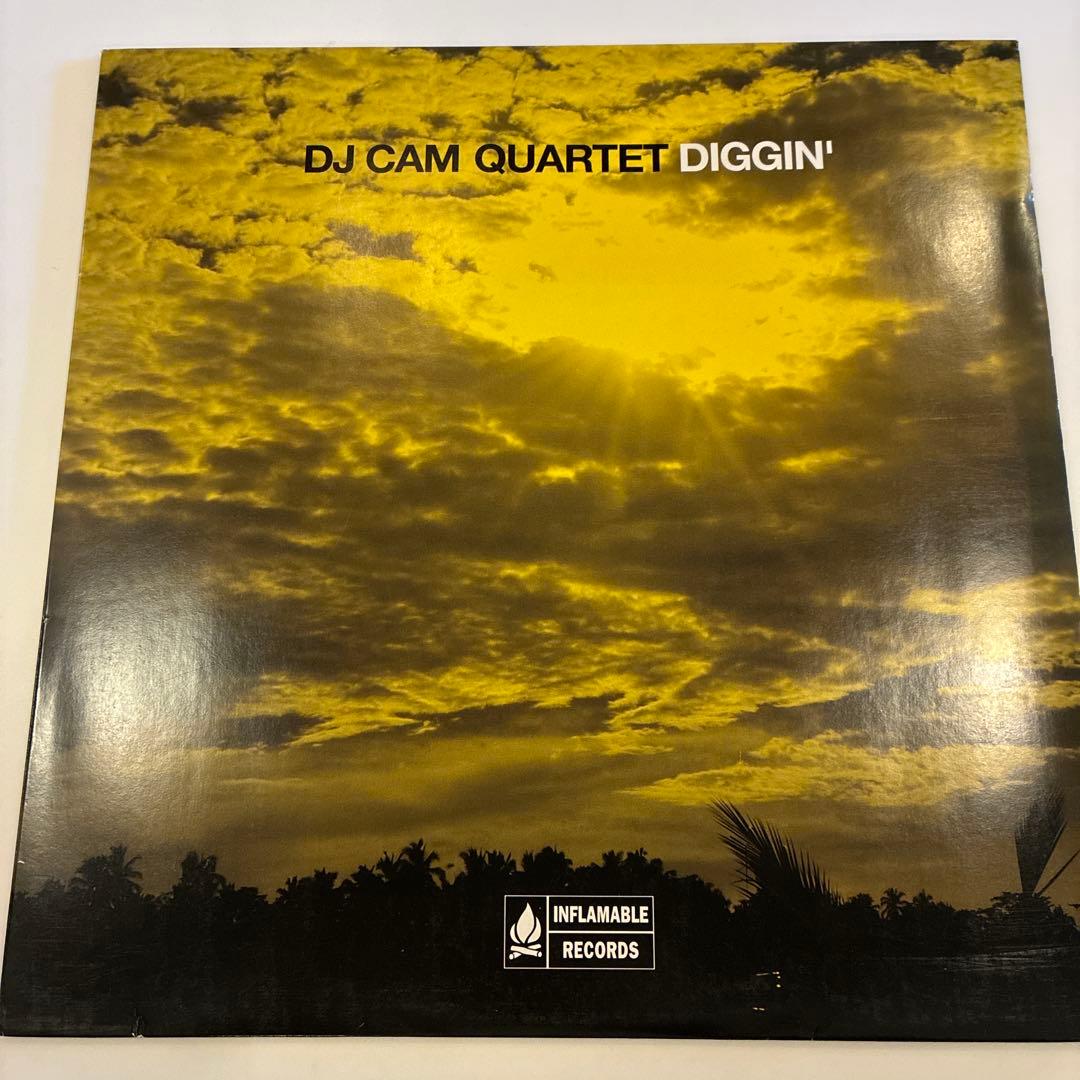 DJ CAM QUARTET DIGGIN'
INFLAMABLE
RECORDS